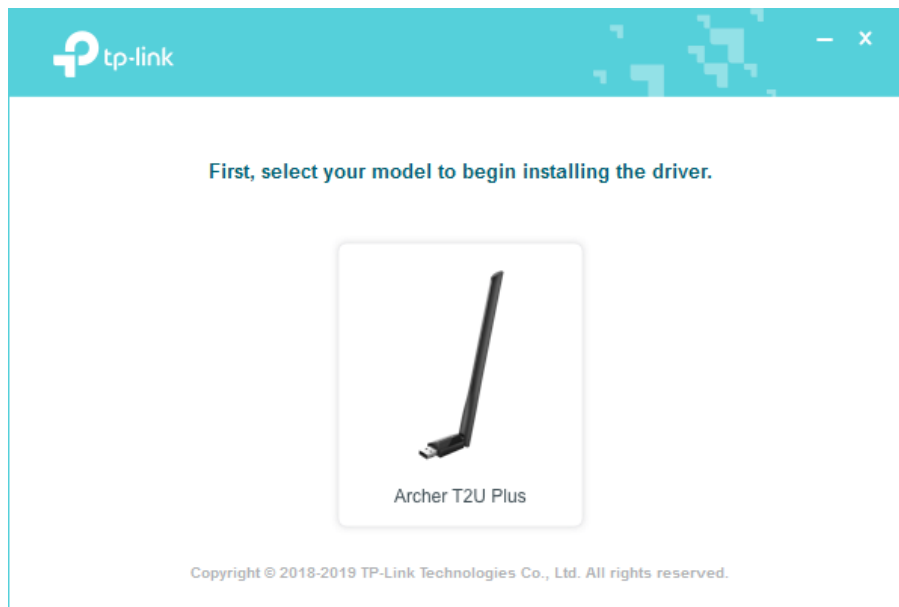 tp-link
First, select your model to begin installing the driver.
Archer T2U Plus
Copyright © 2018-2019 TP-Link Technologies Co., Ltd. All rights reserved.